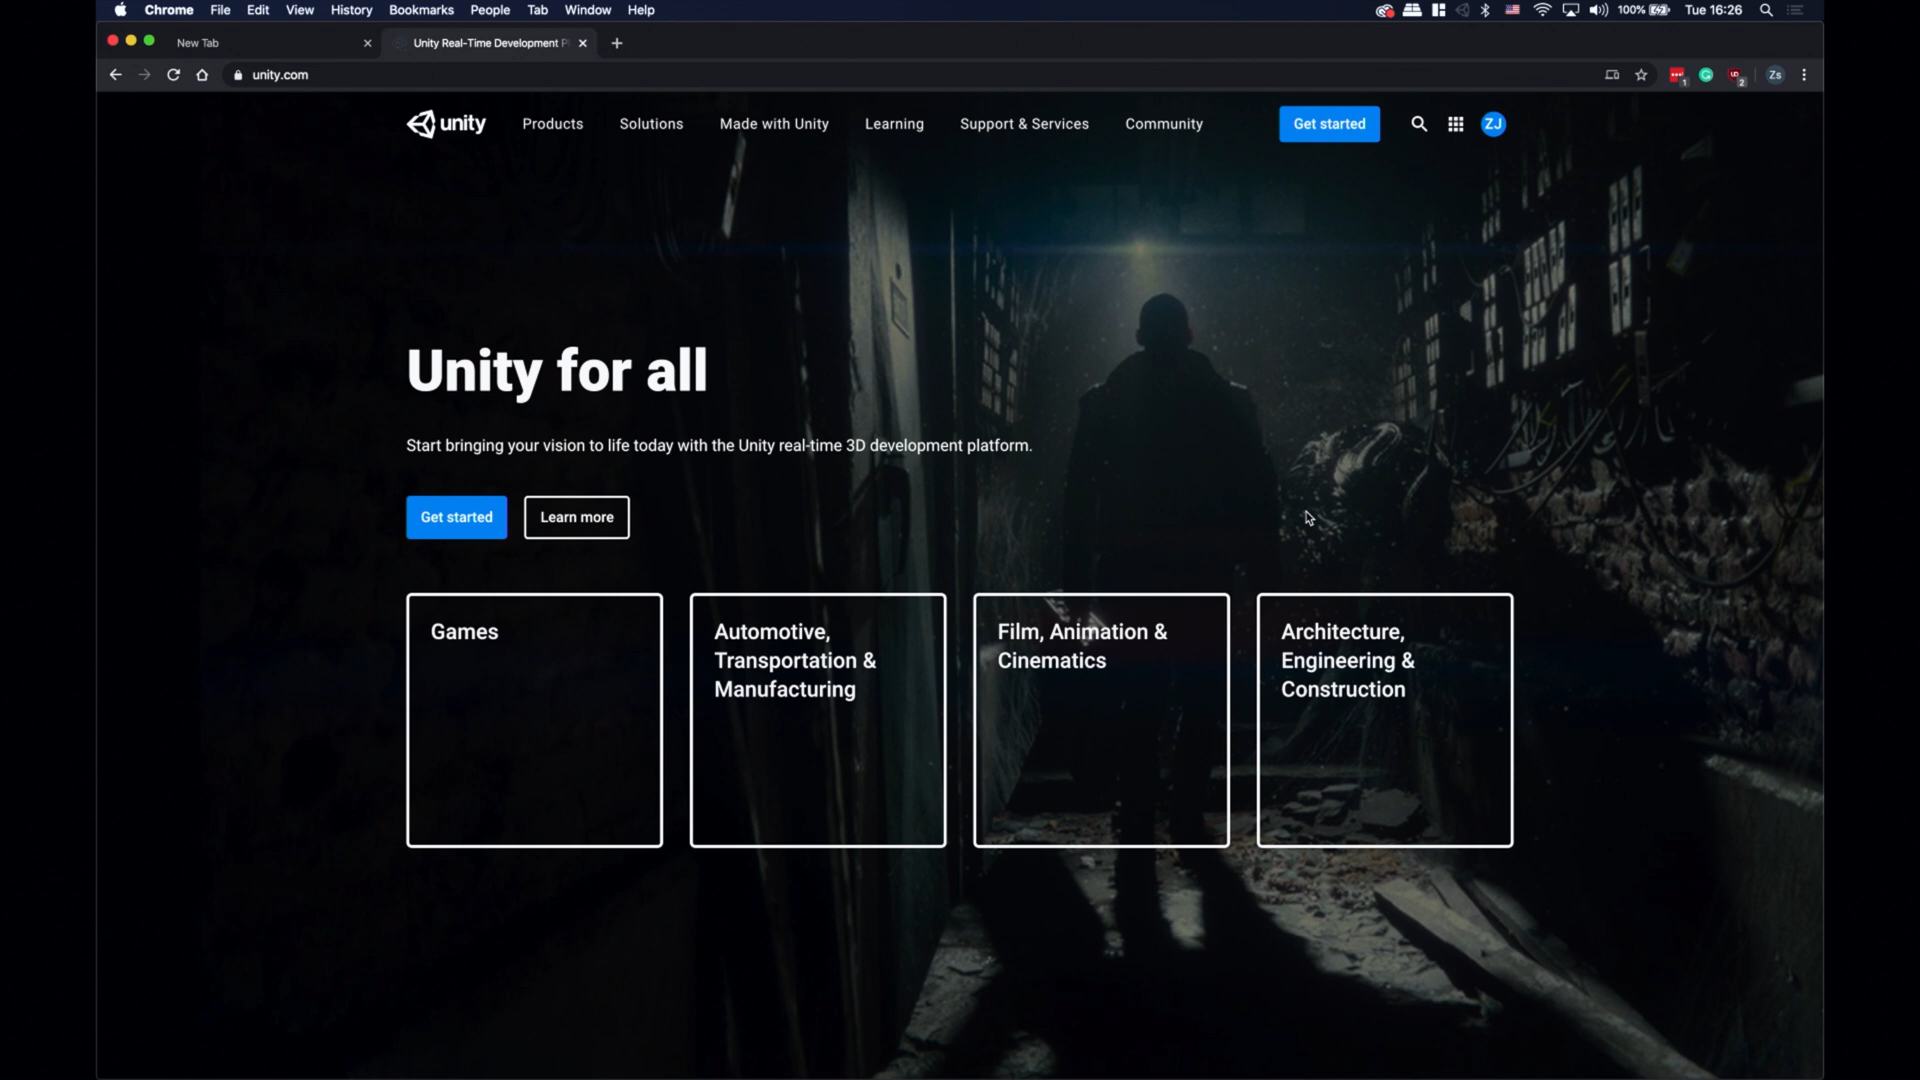 Chrome File Edit View History Bookmarks People Tab Window Help 100% Tue 16:26
New Tab Unity Real-Time Development P
unity.com Zs
unity Products Solutions Made with Unity Learning Support & Services Community Get started ZJ
Unity for all
Start bringing your vision to life today with the Unity real-time 3D development platform.
Get started Learn more
Games
Automotive,
Transportation &
Manufacturing
Film, Animation &
Cinematics
Architecture,
Engineering &
Construction